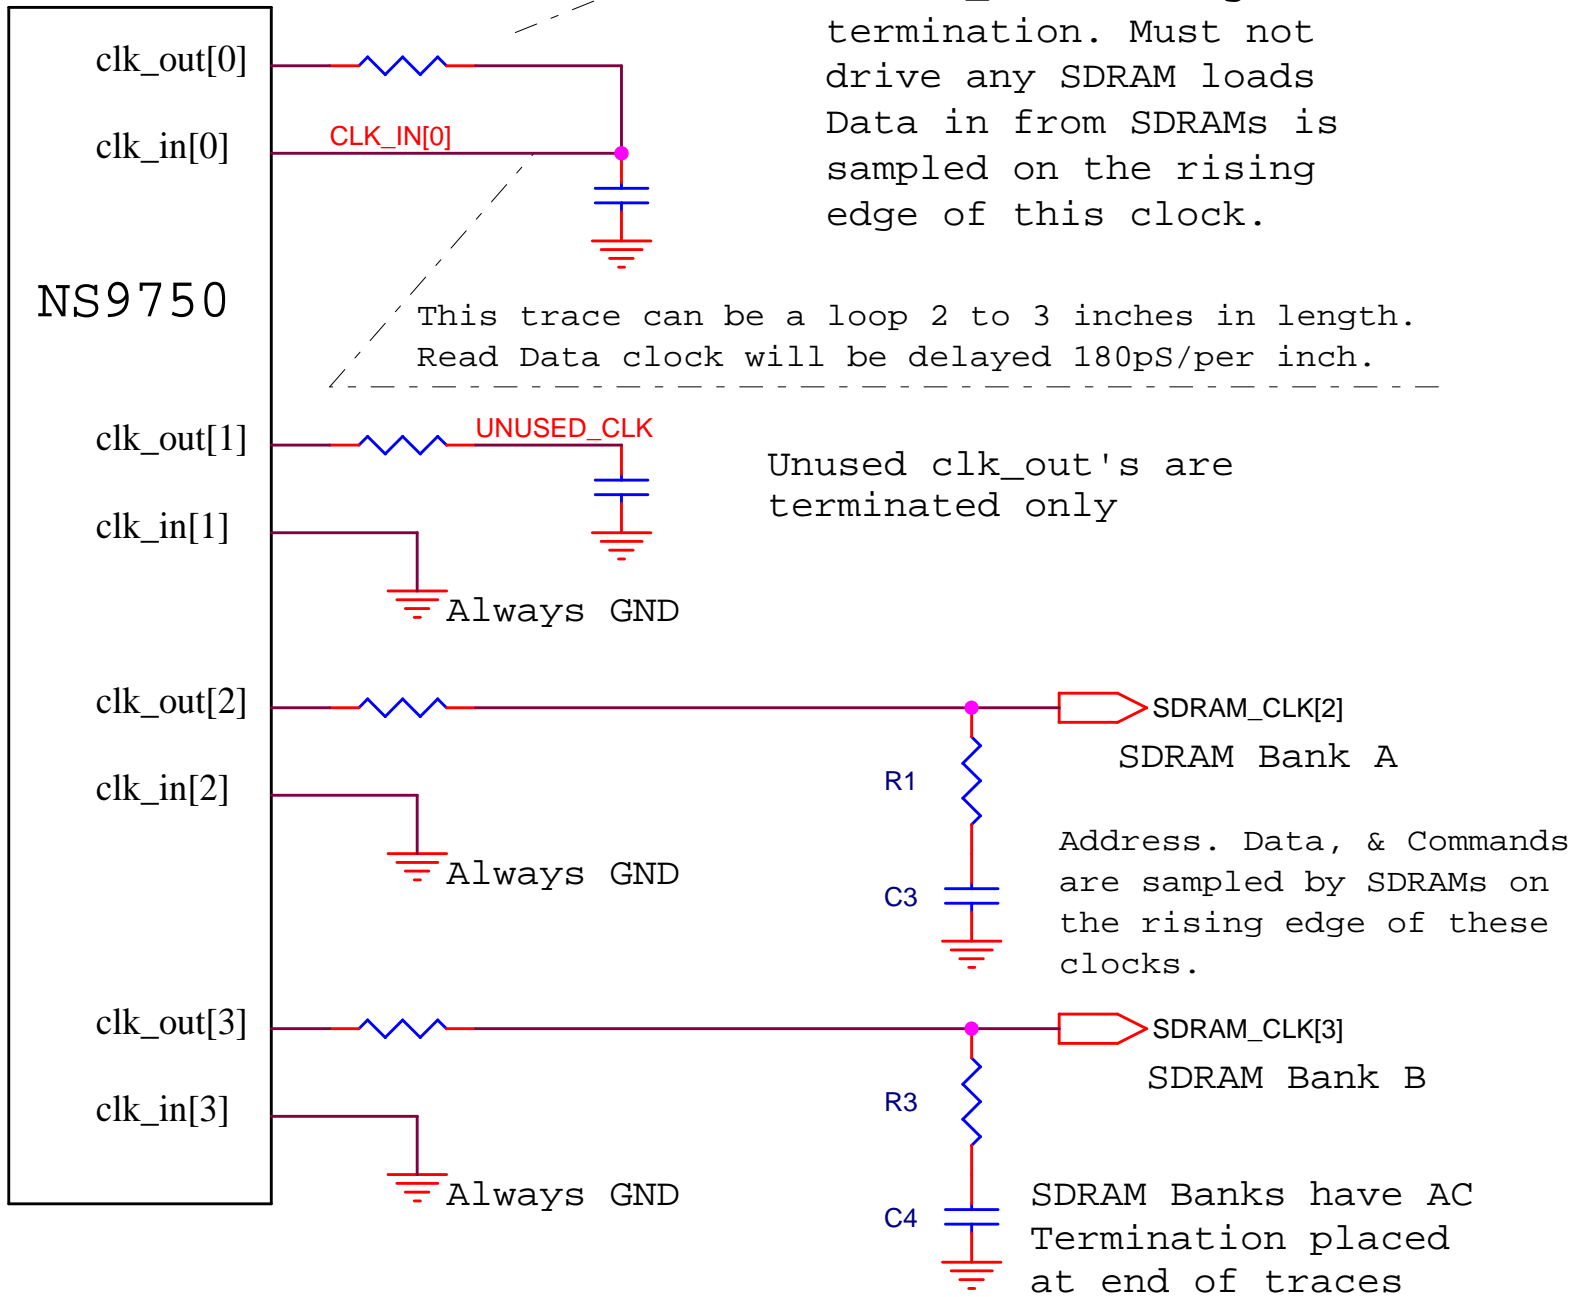 termination. Must not
drive any SDRAM loads
Data in from SDRAMs is
sampled on the rising
edge of this clock.
clk_out[0]
clk_in[0]
CLK_IN[0]
NS9750
This trace can be a loop 2 to 3 inches in length.
Read Data clock will be delayed 180pS/per inch.
clk_out[1]
UNUSED_CLK
Unused clk_out's are
terminated only
clk_in[1]
Always GND
clk_out[2]
SDRAM_CLK[2]
SDRAM Bank A
R1
clk_in[2]
Always GND
C3
Address. Data, & Commands
are sampled by SDRAMs on
the rising edge of these
clocks.
clk_out[3]
SDRAM_CLK[3]
SDRAM Bank B
R3
clk_in[3]
Always GND
C4
SDRAM Banks have AC
Termination placed
at end of traces